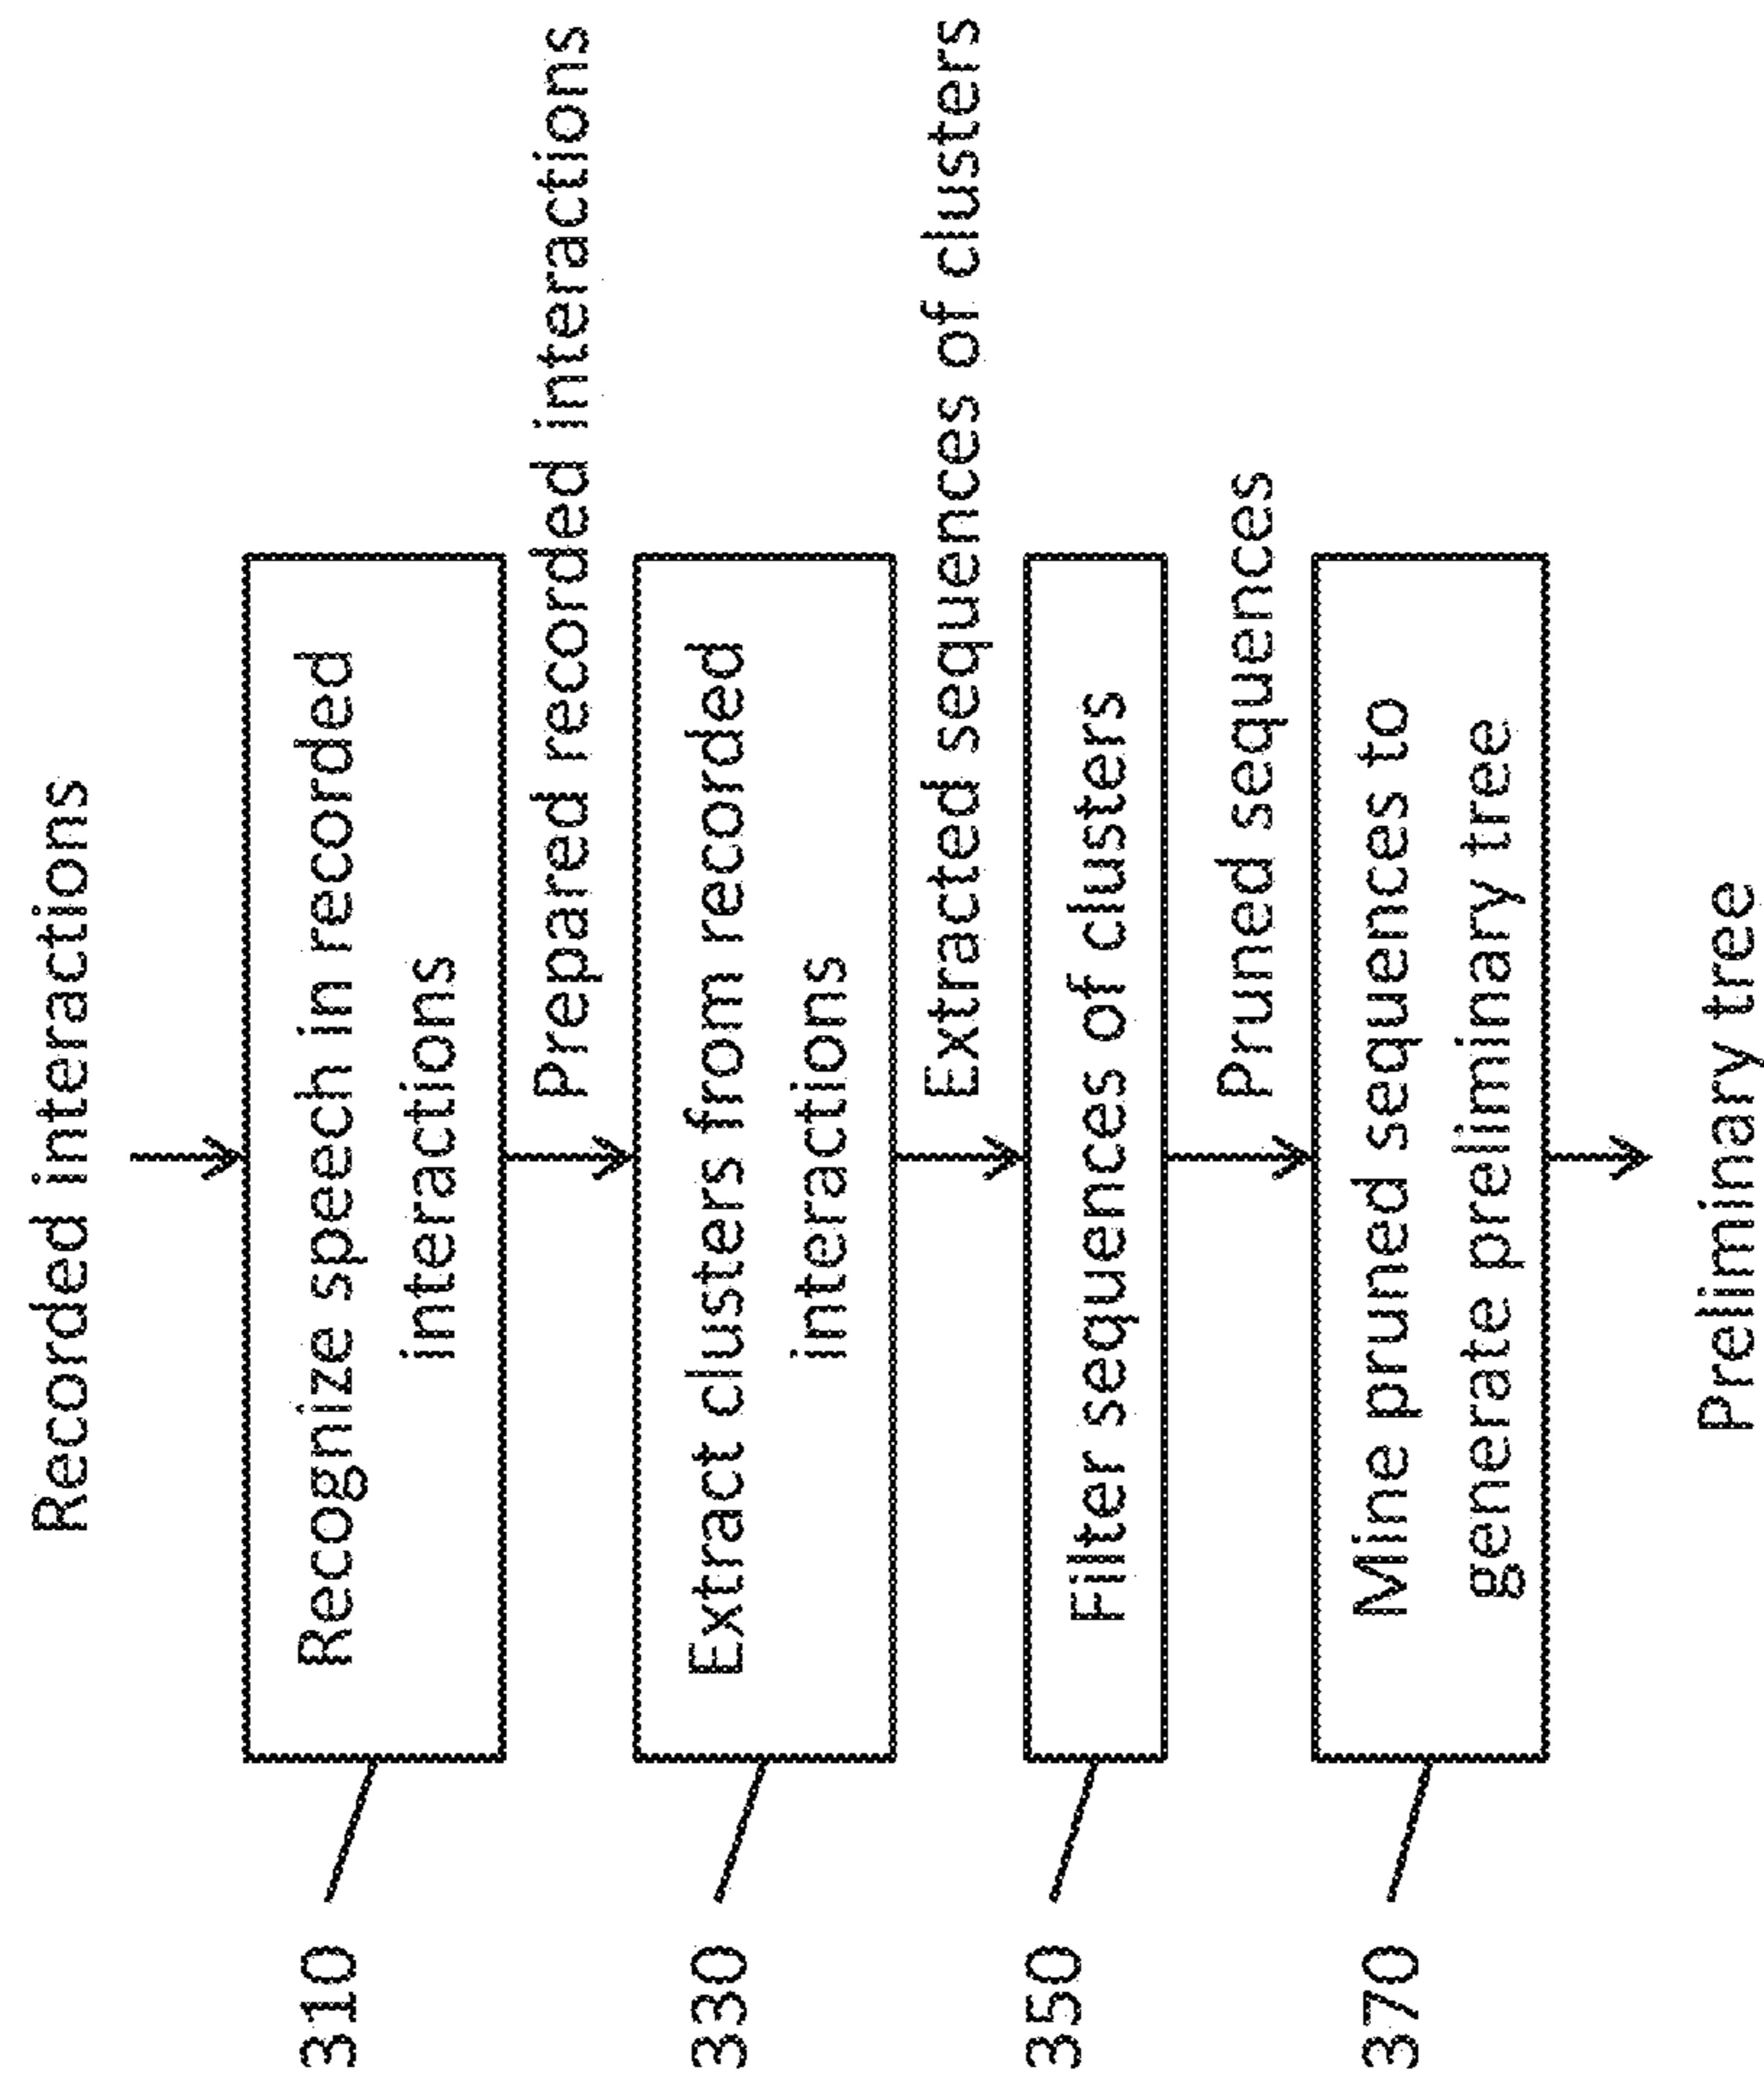 Recorded interactions
310
Recognize speech in recorded
interactions
Prepared recorded interactions
330
Extract clusters from recorded
interactions
Extracted sequences of clusters
350
Filter sequences of clusters
Pruned sequences
370
Mine pruned sequences to
generate preliminary tree
Preliminary tree